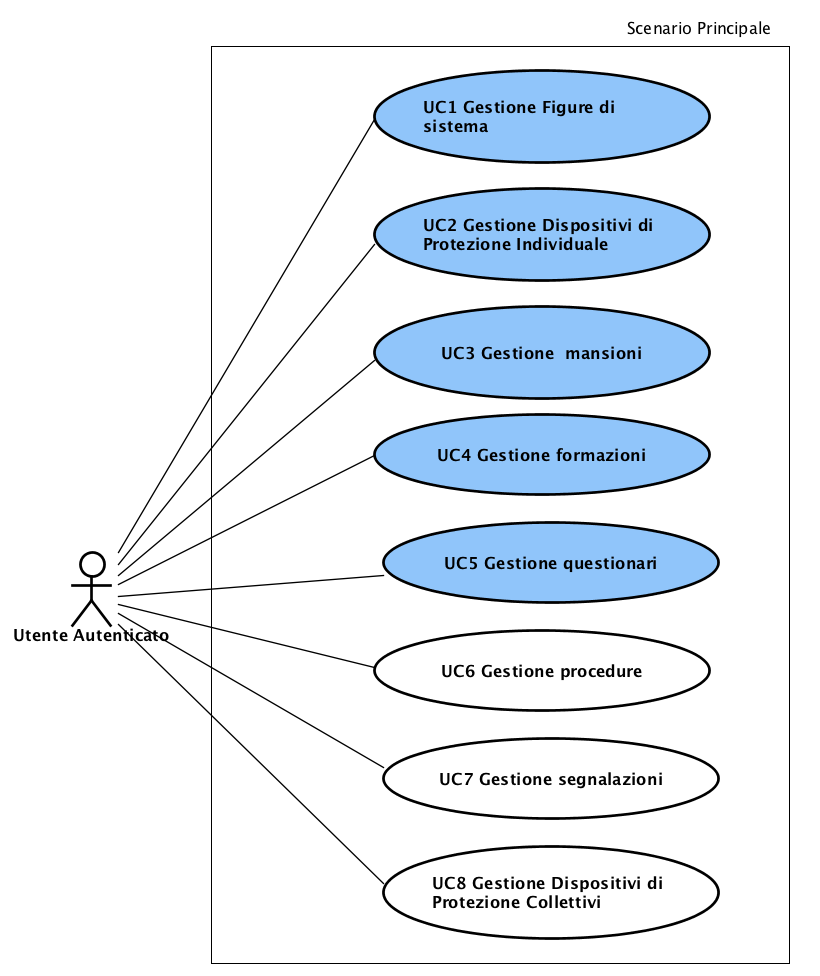 Scenario Principale
UC1 Gestione Figure di
sistema
UC2 Gestione Dispositivi di
Protezione Individuale
UC3 Gestione  mansioni
UC4 Gestione formazioni
UC5 Gestione questionari
Utente Autenticato
UC6 Gestione procedure
UC7 Gestione segnalazioni
UC8 Gestione Dispositivi di
Protezione Collettivi